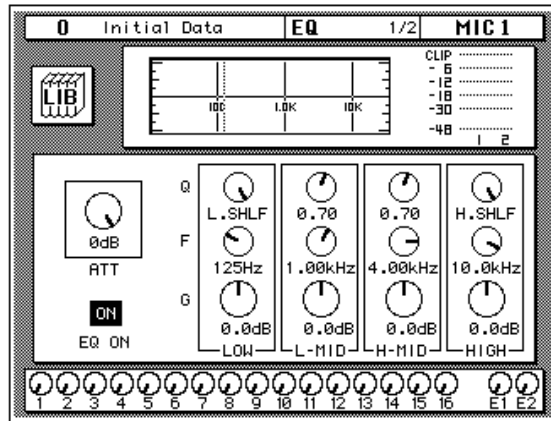 0 Initial Data EQ 1/2 MIC 1
CLIP
- 6
-12
-18
-30
-48
1 2
LIB
100 1.0K 10K
Q
L.SHLF 0.70 0.70 H.SHLF
0dB
F
ATT
125Hz 1.00kHz 4.00kHz 10.0kHz
ON
G
EQ ON
0.0dB 0.0dB 0.0dB 0.0dB
LOW L-MID H-MID HIGH
1 2 3 4 5 6 7 8 9 10 11 12 13 14 15 16 E1 E2